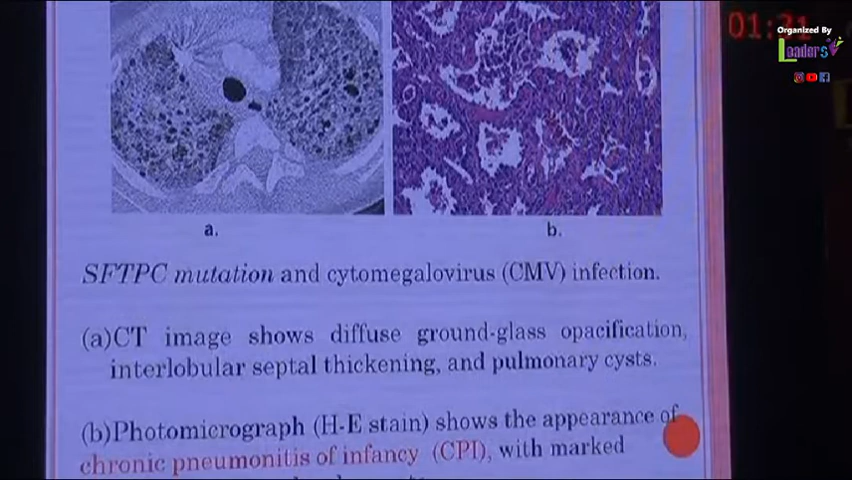 01:31
Organized By
Leaders
a.
b.
SFTPC mutation and cytomegalovirus (CMV) infection.
(a)CT image shows diffuse ground-glass opacification,
interlobular septal thickening, and pulmonary cysts.
(b)Photomicrograph (H-E stain) shows the appearance of
chronic pneumonitis of infancy (CPI), with marked